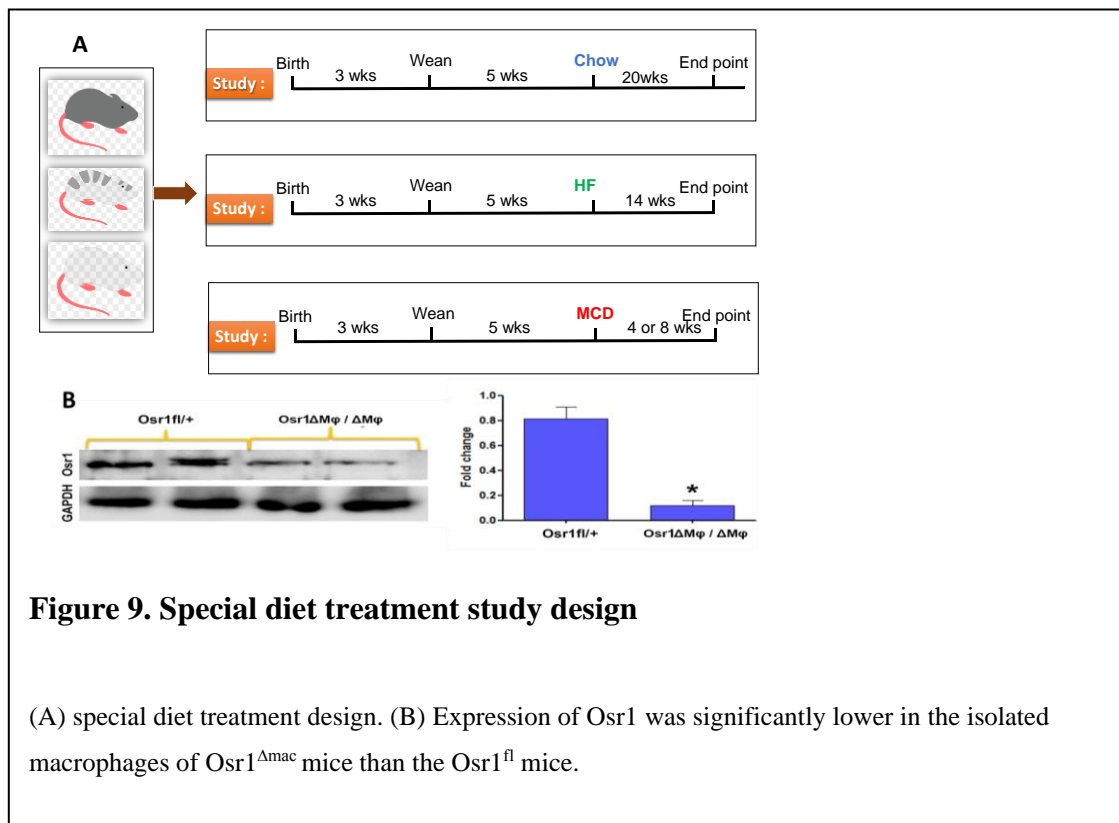 A
Birth Wean Chow End point
Study : 3 wks 5 wks 20wks
Birth Wean HF End point
Study : 3 wks 5 wks 14 wks
Birth Wean MCD End point
Study : 3 wks 5 wks 4 or 8 wks
B
Osr1fl/+ Osr1ΔMφ / ΔMφ
Osr1
GAPDH
Fold change
1.0
0.8
0.6
0.4
0.2
0.0
*
Osr1fl/+ Osr1ΔMφ / ΔMφ
Figure 9. Special diet treatment study design
(A) special diet treatment design. (B) Expression of Osr1 was significantly lower in the isolated
macrophages of Osr1^Δmac mice than the Osr1^fl mice.